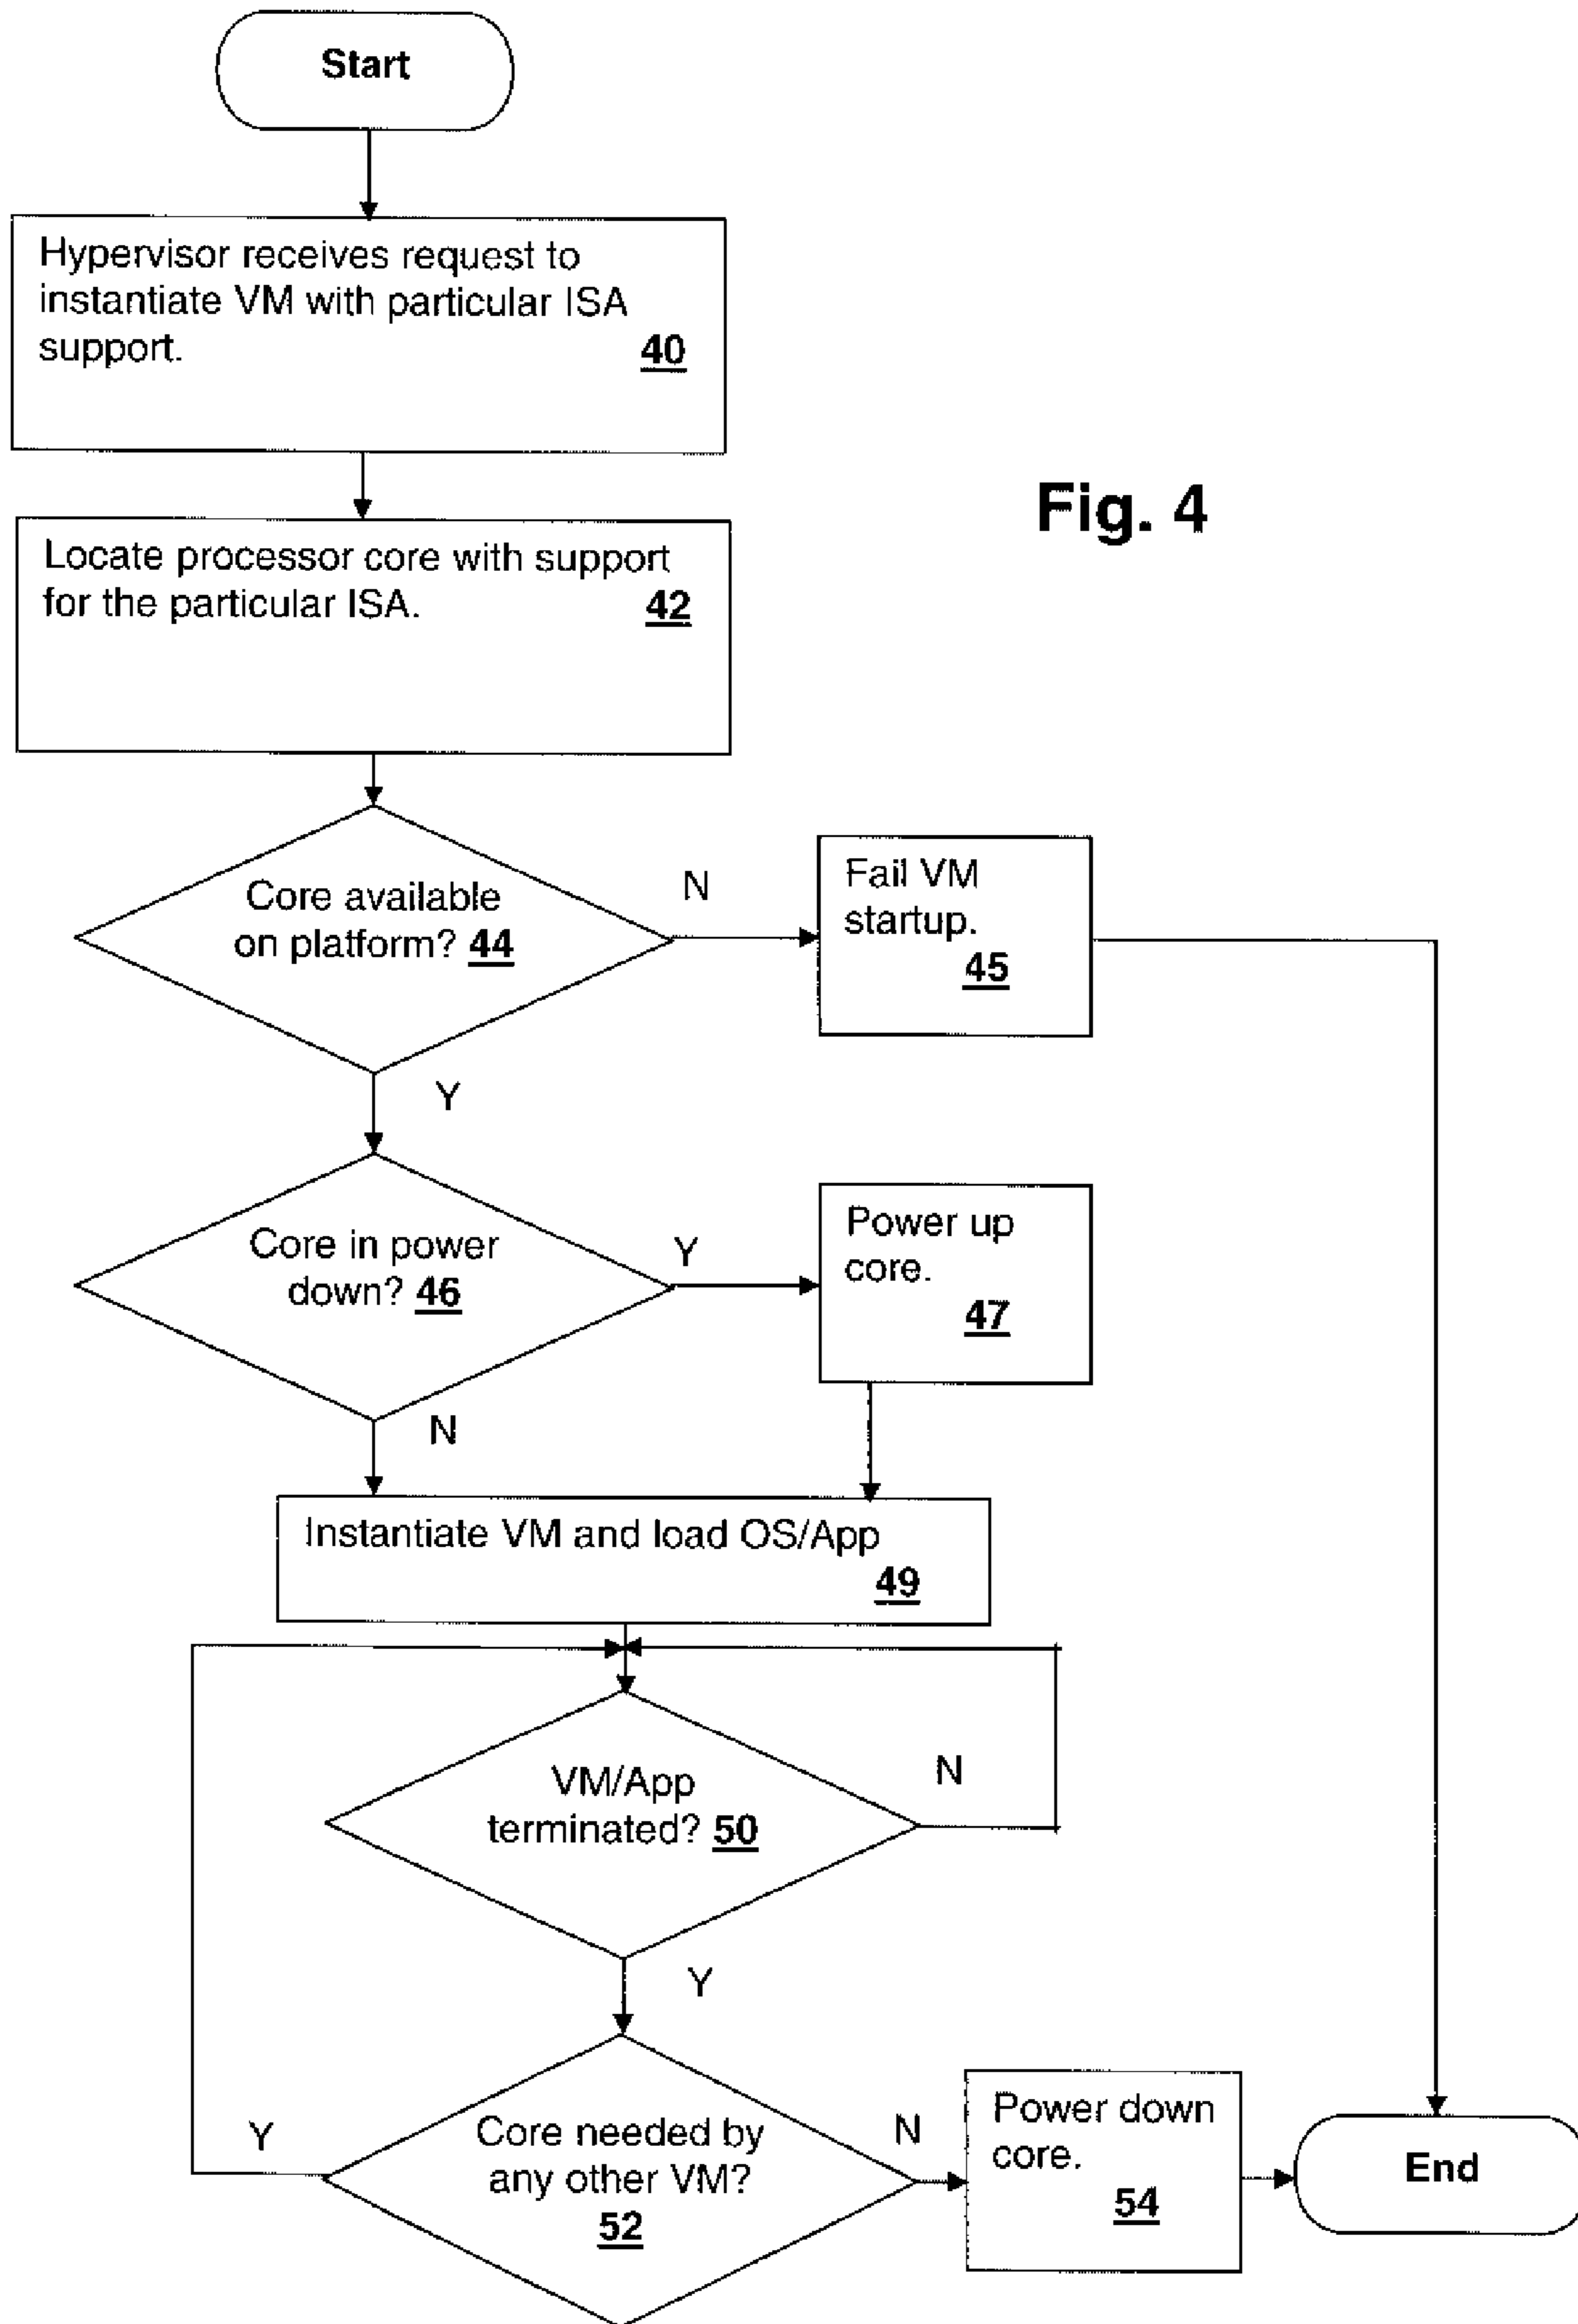 Start
Hypervisor receives request to
instantiate VM with particular ISA
support. 40
Fig. 4
Locate processor core with support
for the particular ISA. 42
Core available
on platform? 44
N
Fail VM
startup.
45
Y
Core in power
down? 46
Y
Power up
core.
47
N
Instantiate VM and load OS/App
49
VM/App
terminated? 50
N
Y
Core needed by
any other VM?
52
Y
N
Power down
core.
54
End